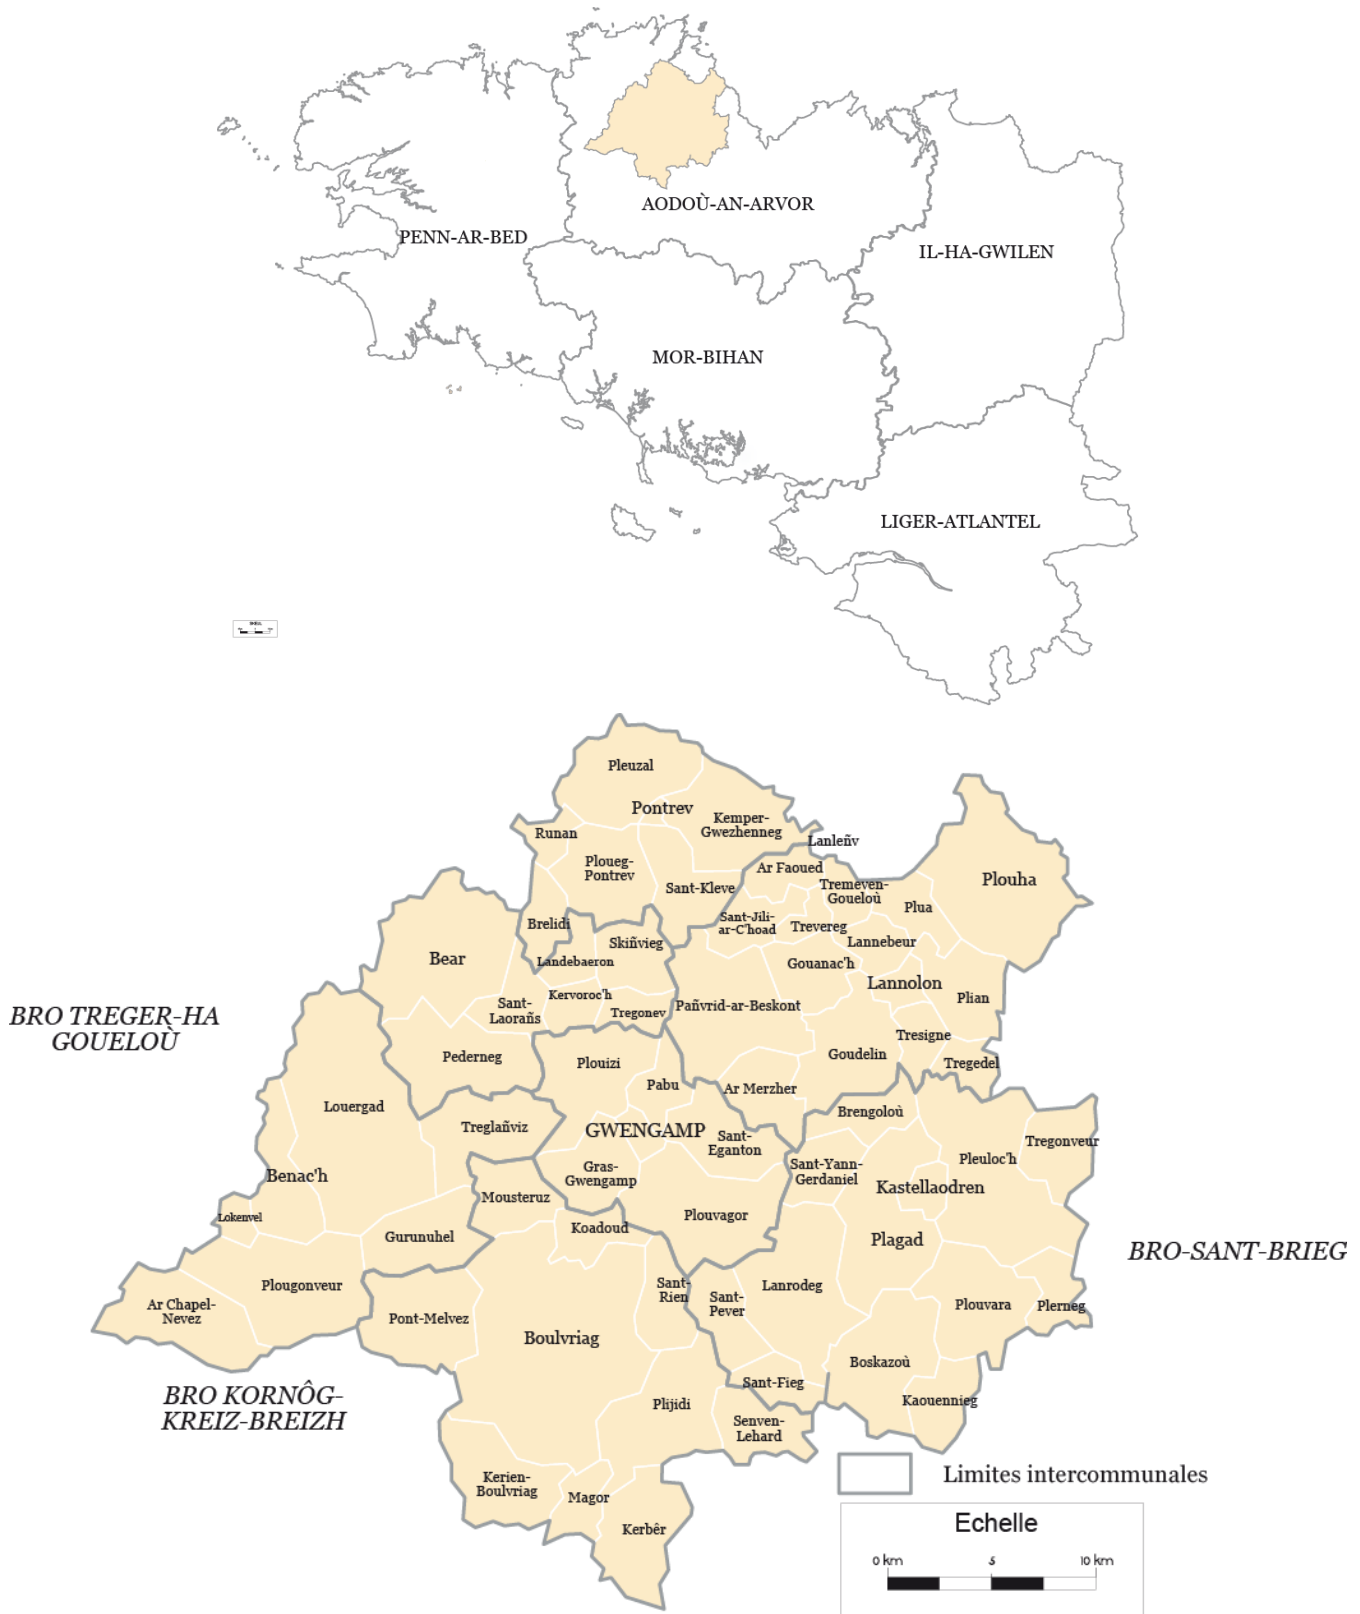 AODOÙ-AN-ARVOR
PENN-AR-BED
IL-HA-GWILEN
MOR-BIHAN
LIGER-ATLANTEL
Pleuzal
Pontrev
Kemper-
Gwezhenneg
Runan
Lanleñv
Ploueg-
Pontrev
Ar Faoued
Sant-Kleve
Tremeven-
Goueloù
Plouha
Plua
Brelidi
Sant-Jili-
ar-C'hoad
Trevereg
Skiñvieg
Lannebeur
Bear
Landebaeron
Gouanac'h
Lannolon
Kervoroc'h
Plian
Sant-
Laorañs
Tregonev
Pañvrid-ar-Beskont
BRO TREGER-HA
GOUELOÙ
Tresigne
Pederneg
Plouizi
Goudelin
Tregedel
Pabu
Ar Merzher
Louergad
Brengoloù
Treglañviz
GWENGAMP
Sant-
Eganton
Tregonveur
Pleuloc'h
Benac'h
Gras-
Gwengamp
Sant-Yann-
Gerdaniel
Kastellaodren
Mousteruz
Lokenvel
Plouvagor
Koadoud
Gurunuhel
Plagad
BRO-SANT-BRIEG
Plougonveur
Sant-
Rien
Sant-
Pever
Lanrodeg
Ar Chapel-
Nevez
Plouvara
Plerneg
Pont-Melvez
Boulvriag
Boskazoù
Sant-Fieg
BRO KORNÔG-
KREIZ-BREIZH
Plijidi
Kaouennieg
Senven-
Lehard
Kerien-
Boulvriag
Magor
Kerbêr
Limites intercommunales
Echelle
0 km 5 10 km